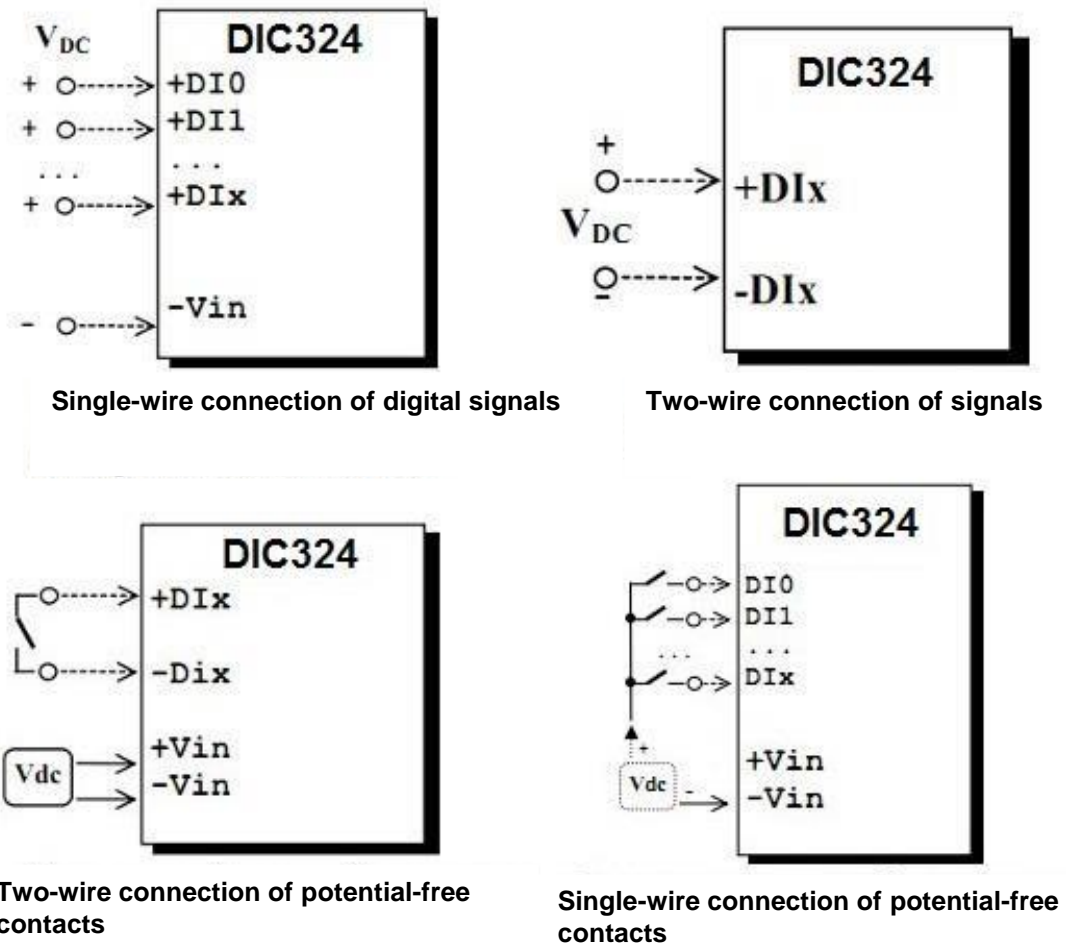 V_DC
DIC324
+ +DI0
+ +DI1
... ...
+ +DIx
- -Vin
Single-wire connection of digital signals
DIC324
+
+DIx
V_DC
-DIx
-
Two-wire connection of signals
DIC324
+DIx
-Dix
+Vin
Vdc
-Vin
Two-wire connection of potential-free
contacts
DIC324
DI0
DI1
... ...
DIx
+
+Vin
Vdc
- -Vin
Single-wire connection of potential-free
contacts